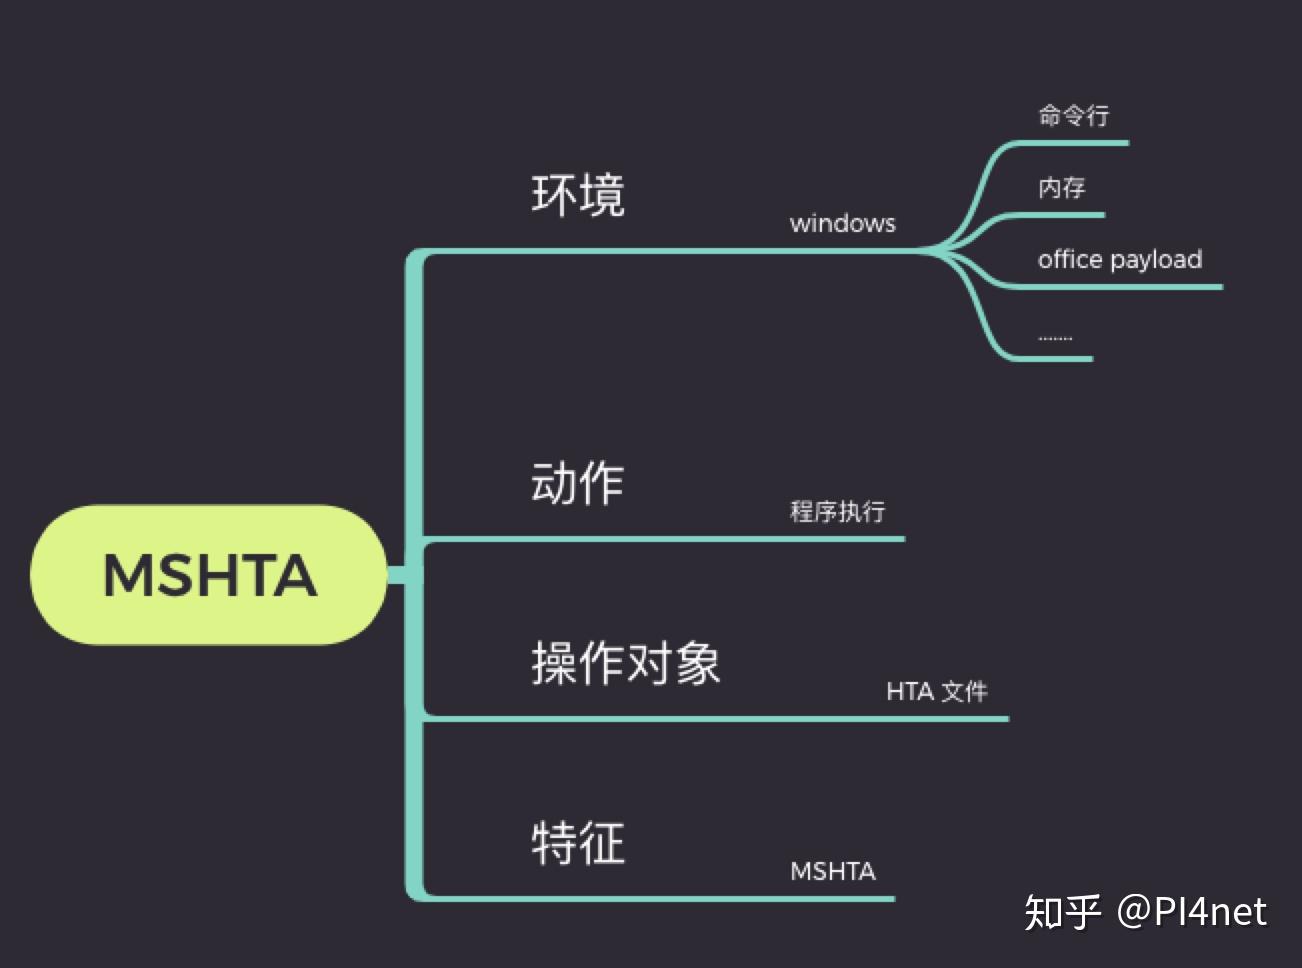 MSHTA
环境
windows
命令行
内存
office payload
.......
动作
程序执行
操作对象
HTA 文件
特征
MSHTA
知乎 @PI4net